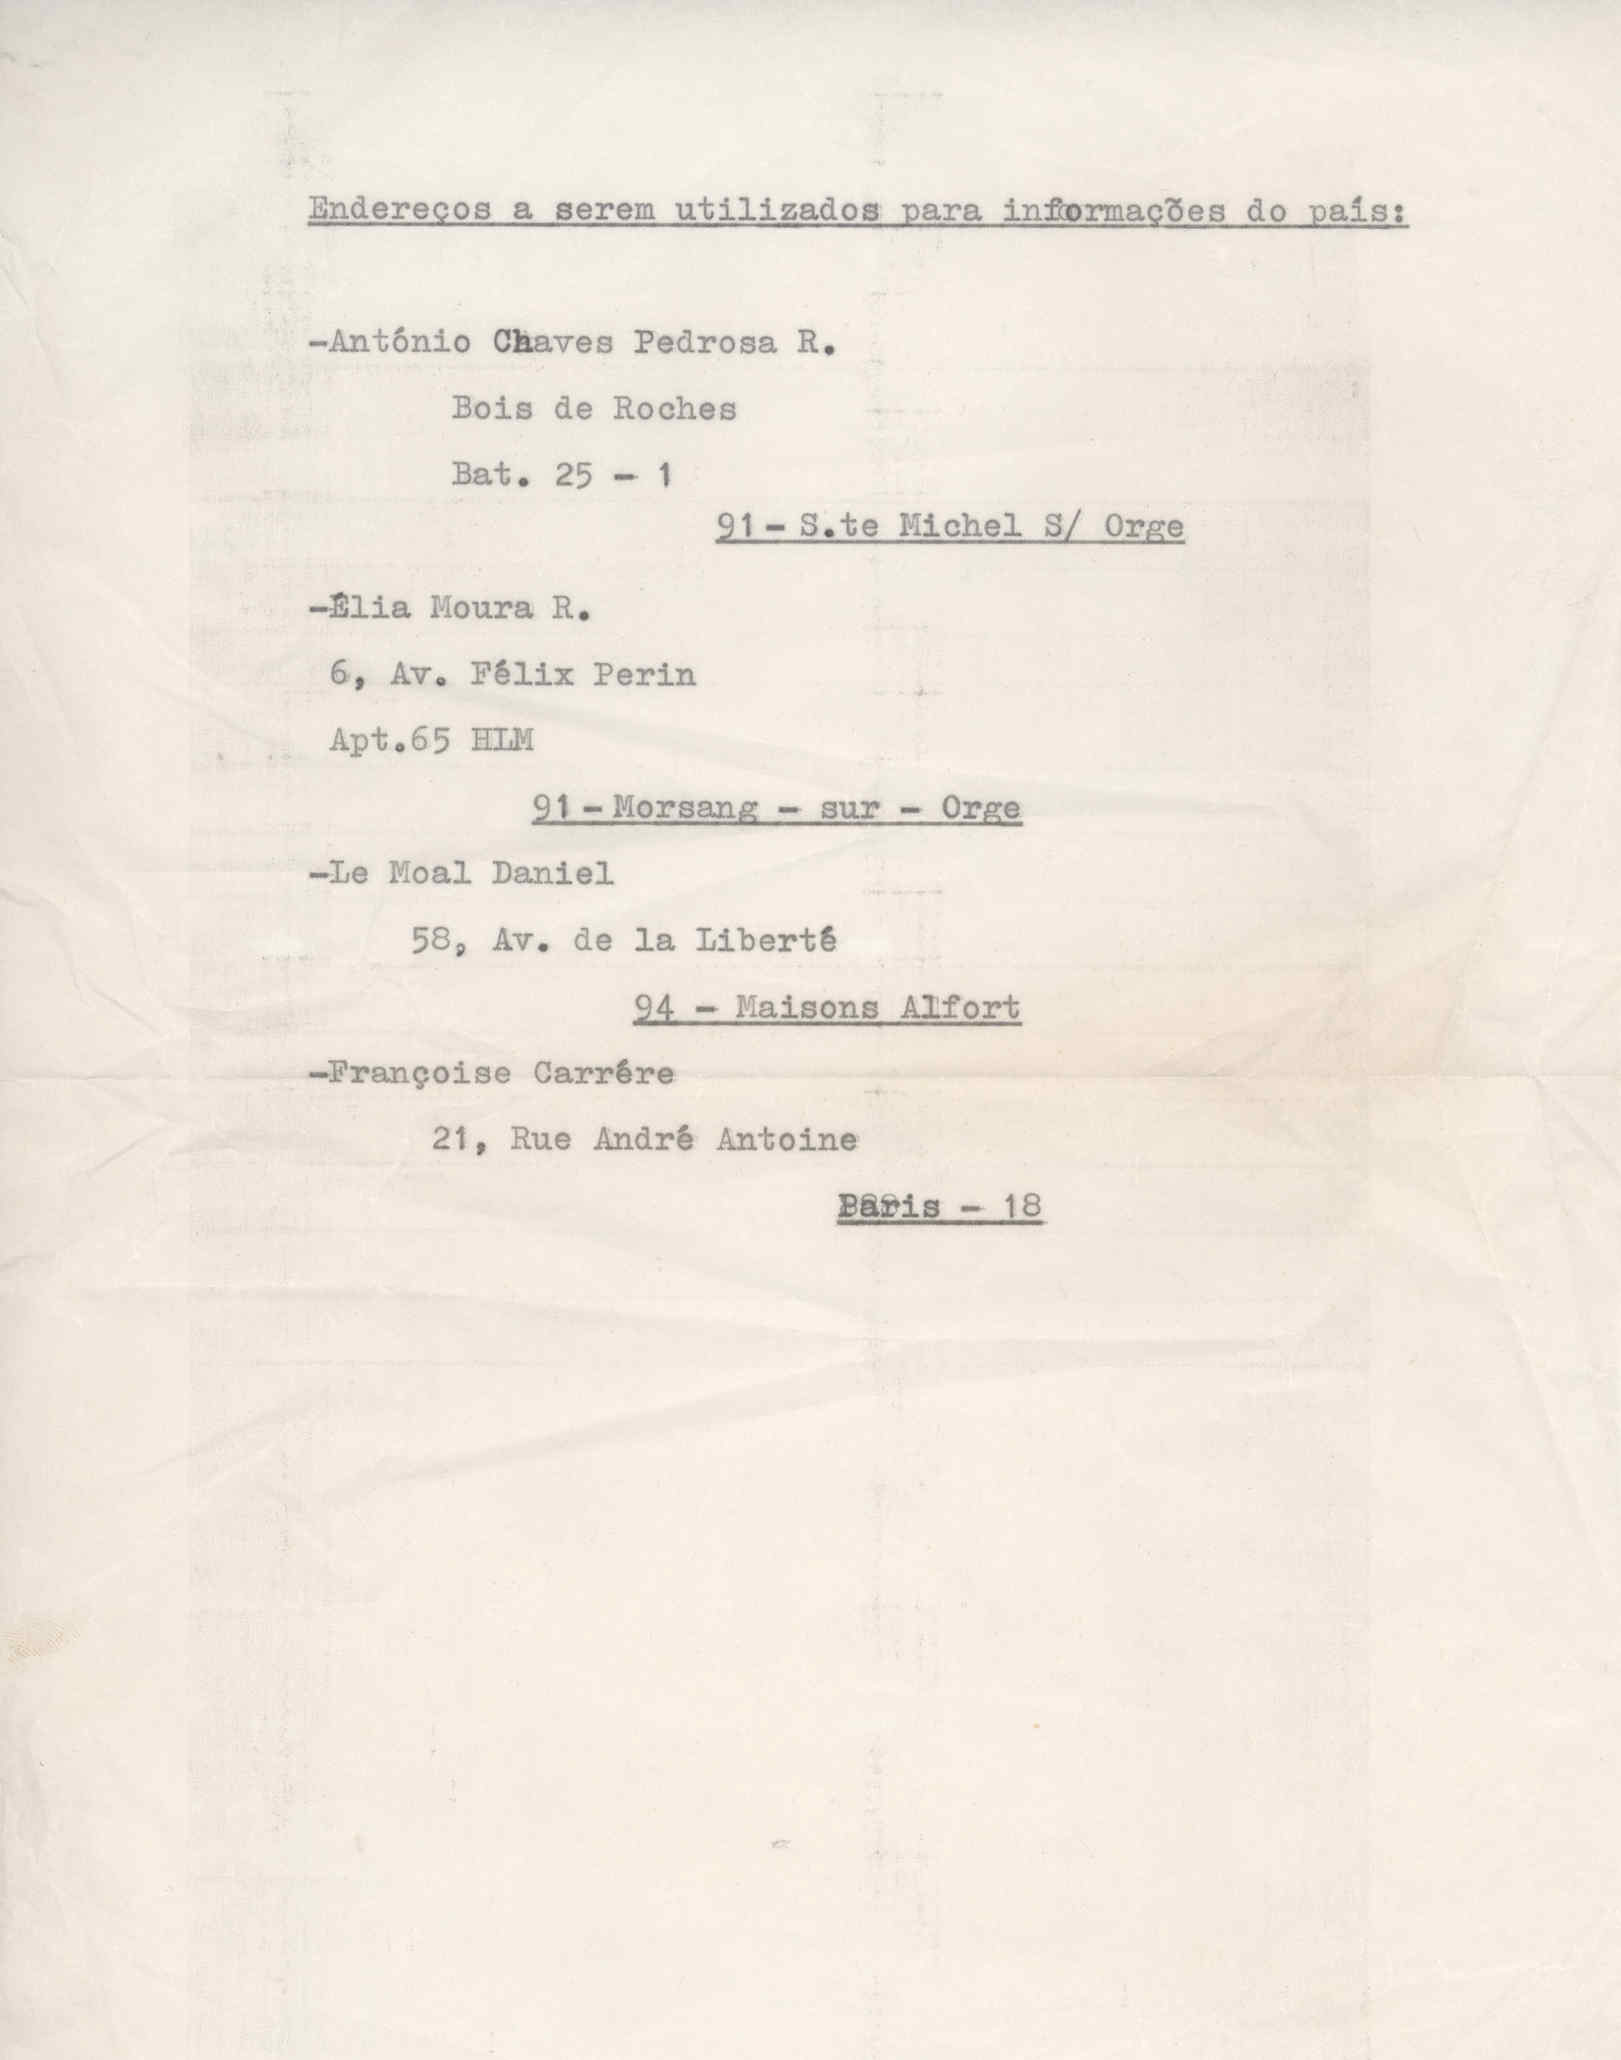 Endereços a serem utilizados para informações do país:
-António Chaves Pedrosa R.
Bois de Roches
Bat. 25 - 1
91 - S.te Michel S/ Orge
-Élia Moura R.
6, Av. Félix Perin
Apt.65 HLM
91 - Morsang - sur - Orge
-Le Moal Daniel
58, Av. de la Liberté
94 - Maisons Alfort
-Françoise Carrére
21, Rue André Antoine
Paris - 18